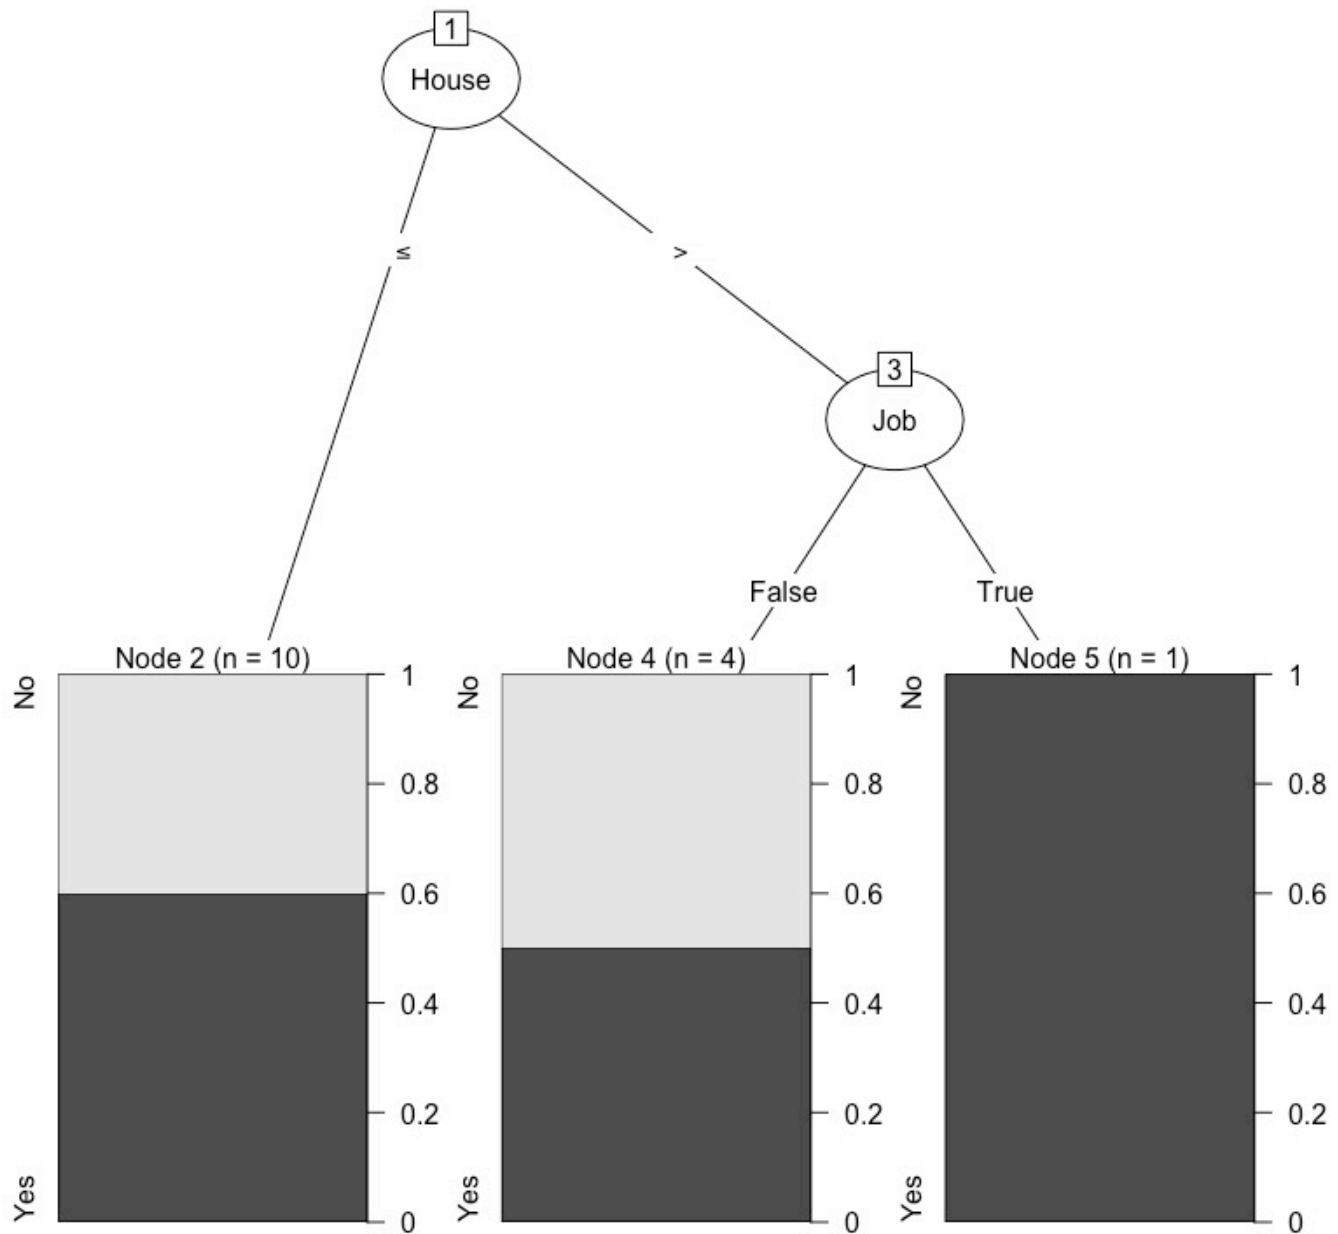 1
House
≤
>
3
Job
False
True
Node 2 (n = 10)
No
Yes
1
0.8
0.6
0.4
0.2
0
Node 4 (n = 4)
No
Yes
1
0.8
0.6
0.4
0.2
0
Node 5 (n = 1)
No
Yes
1
0.8
0.6
0.4
0.2
0